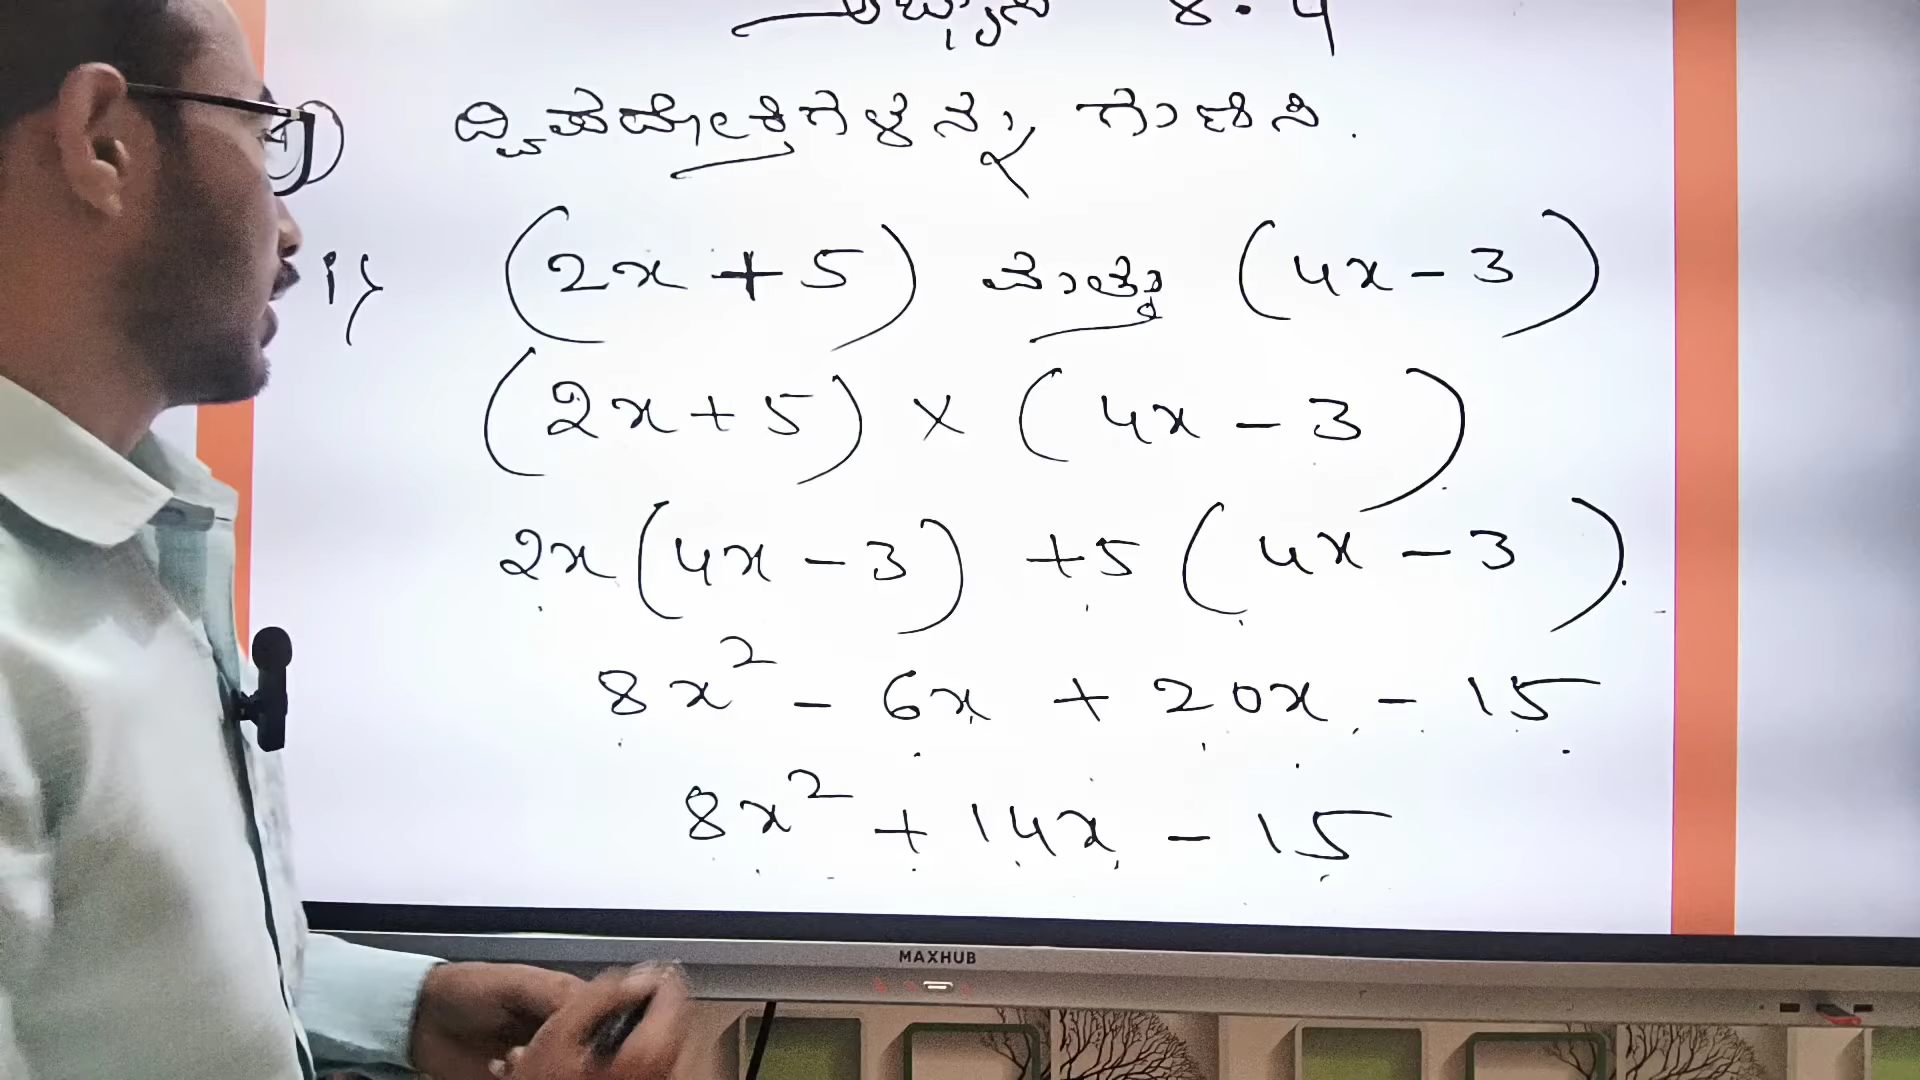 ಅಭ್ಯಾಸ 8.4
ದ್ವಿಪದೋಕ್ತಿಗಳನ್ನು ಗುಣಿಸಿ.
i) (2x + 5) ಮತ್ತು (4x - 3)
(2x + 5) × (4x - 3)
2x (4x - 3) + 5 (4x - 3)
8x² - 6x + 20x - 15
8x² + 14x - 15
MAXHUB